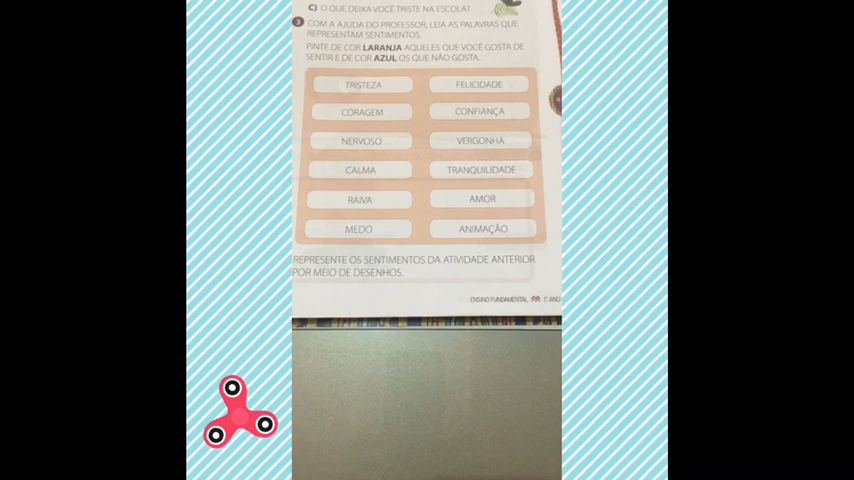 C) O QUE DEIXA VOCÊ TRISTE NA ESCOLA?
3 COM A AJUDA DO PROFESSOR, LEIA AS PALAVRAS QUE
REPRESENTAM SENTIMENTOS.
PINTE DE COR LARANJA AQUELES QUE VOCÊ GOSTA DE
SENTIR E DE COR AZUL OS QUE NÃO GOSTA.
TRISTEZA FELICIDADE
CORAGEM CONFIANÇA
NERVOSO VERGONHA
CALMA TRANQUILIDADE
RAIVA AMOR
MEDO ANIMAÇÃO
REPRESENTE OS SENTIMENTOS DA ATIVIDADE ANTERIOR
POR MEIO DE DESENHOS.
ENSINO FUNDAMENTAL 1º ANO